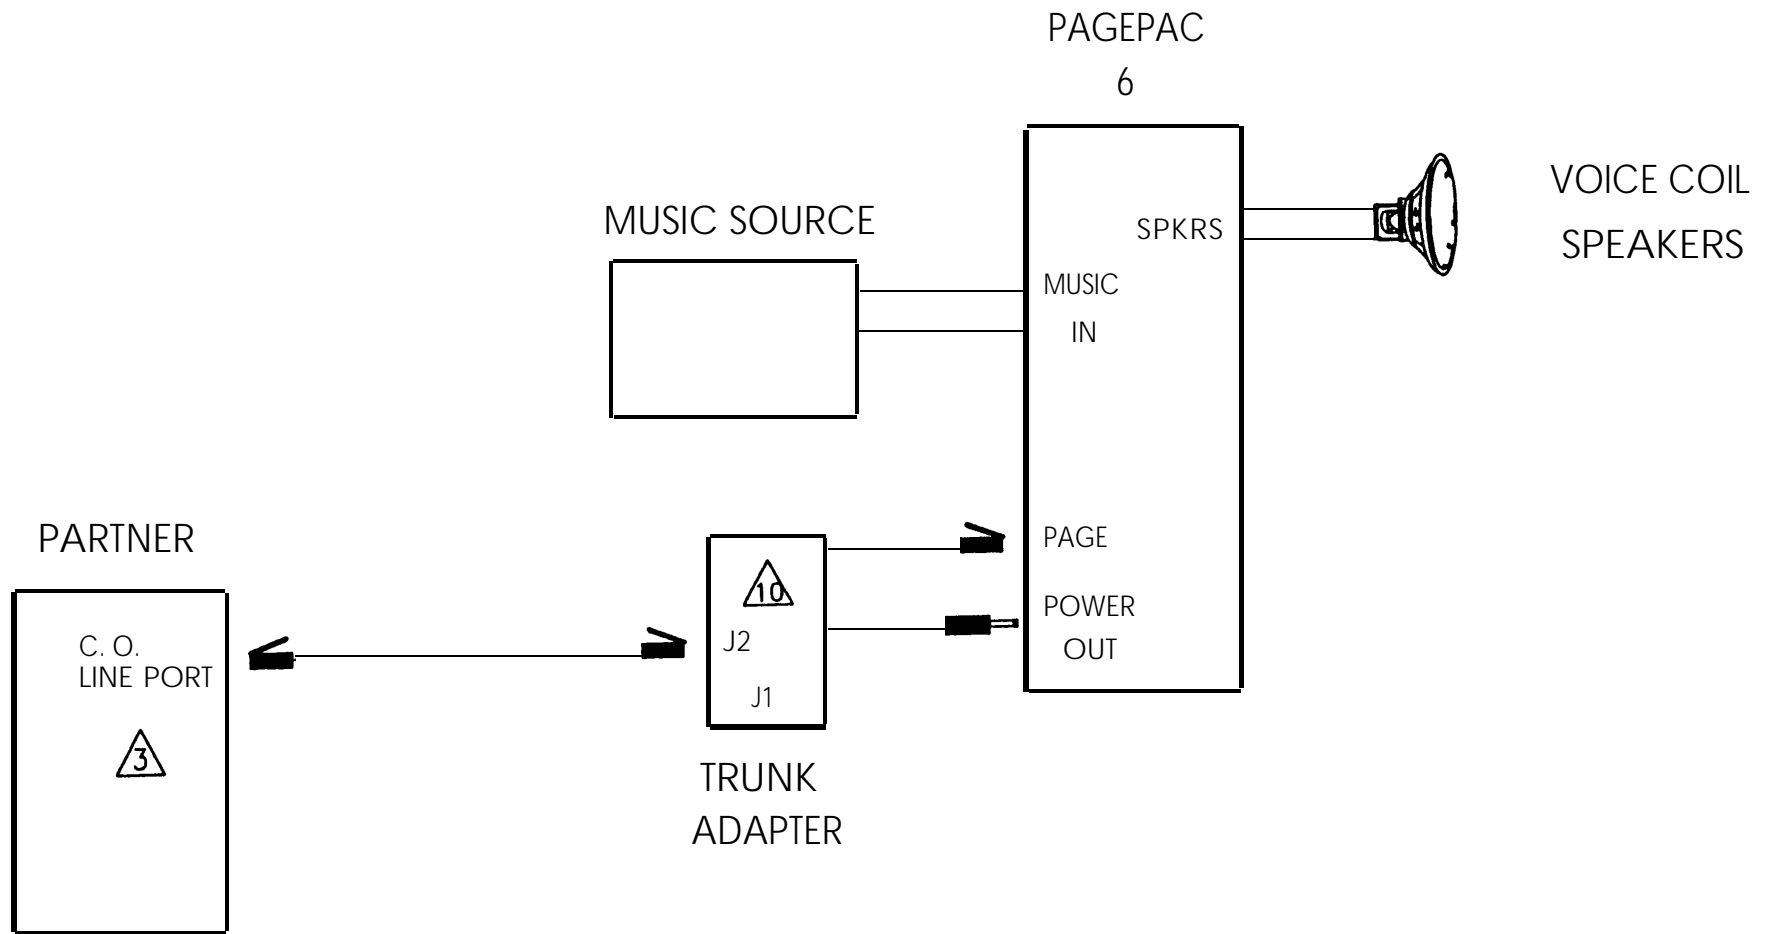 PAGEPAC
6
VOICE COIL
SPEAKERS
MUSIC SOURCE
SPKRS
MUSIC
IN
PARTNER
PAGE
10
POWER
OUT
C. O.
LINE PORT
J2
J1
3
TRUNK
ADAPTER